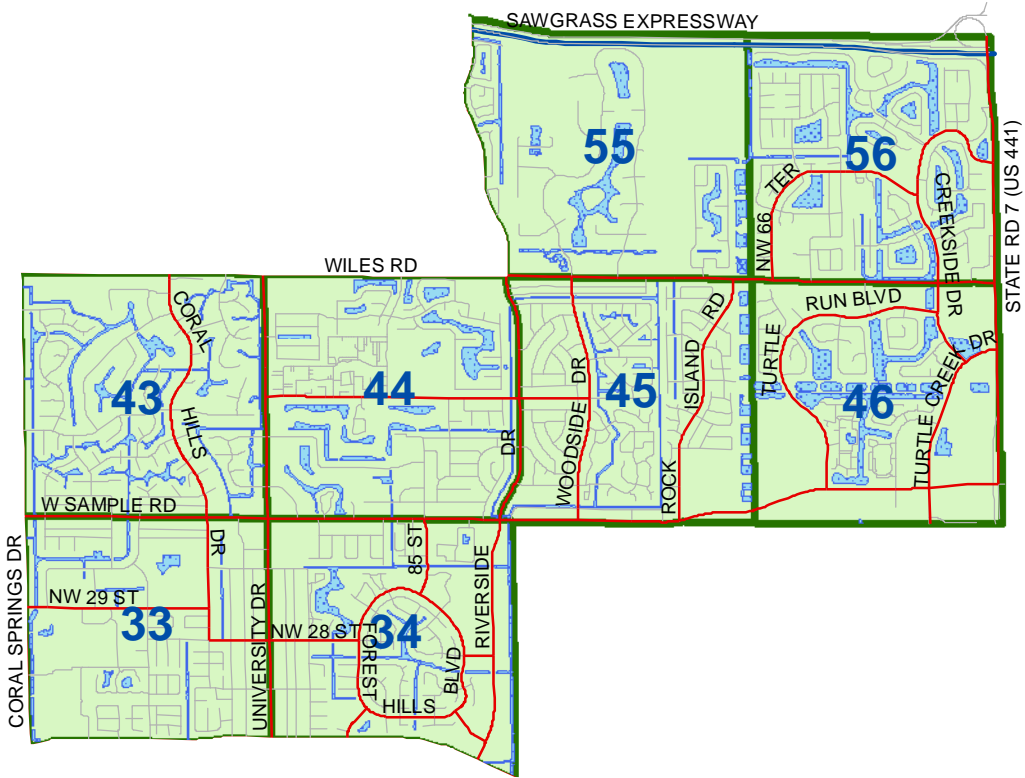 SAWGRASS EXPRESSWAY
55
56
STATE RD 7 (US 441)
NW 66 TER
CREEKSIDE DR
WILES RD
RUN BLVD
TURTLE
CORAL
HILLS
DR
43
44
45
46
DR
WOODSIDE DR
ROCK ISLAND RD
TURTLE CREEK DR
W SAMPLE RD
CORAL SPRINGS DR
NW 29 ST
33
UNIVERSITY DR
NW 28 ST
85 ST
34
RIVERSIDE
FOREST
HILLS
BLVD